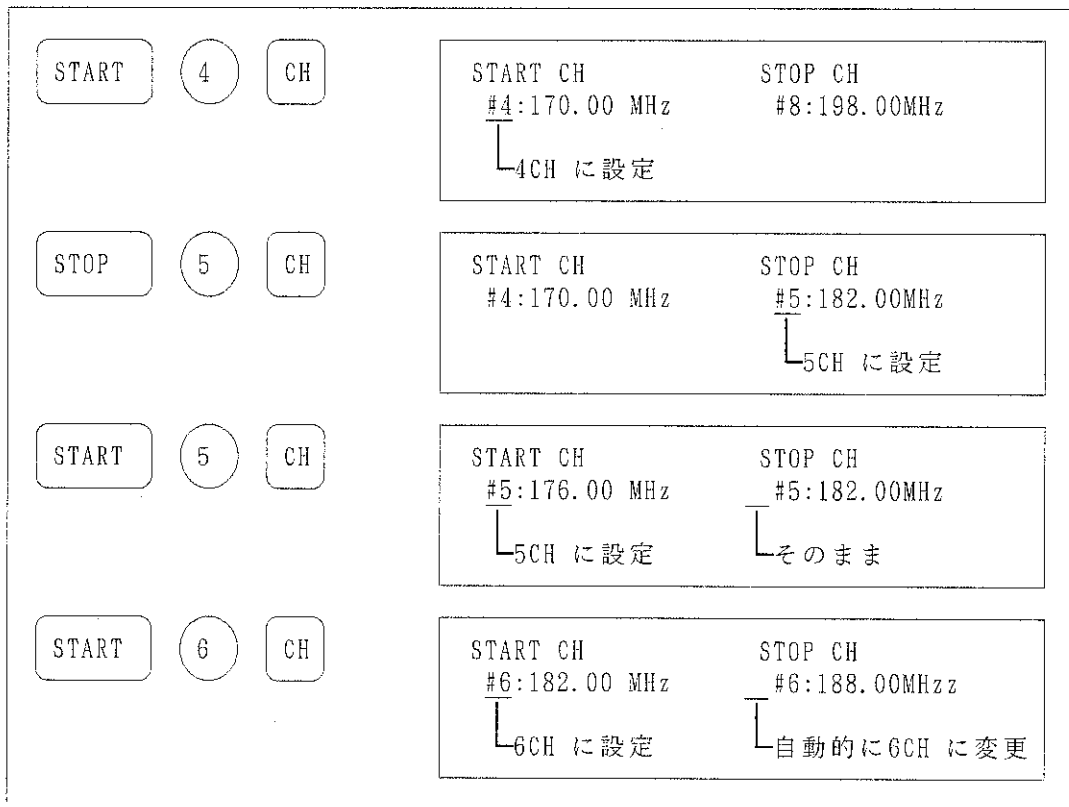 START 4 CH
START CH STOP CH
#4:170.00 MHz #8:198.00MHz
4CH に設定
STOP 5 CH
START CH STOP CH
#4:170.00 MHz #5:182.00MHz
5CH に設定
START 5 CH
START CH STOP CH
#5:176.00 MHz #5:182.00MHz
5CH に設定 そのまま
START 6 CH
START CH STOP CH
#6:182.00 MHz #6:188.00MHzz
6CH に設定 自動的に6CH に変更